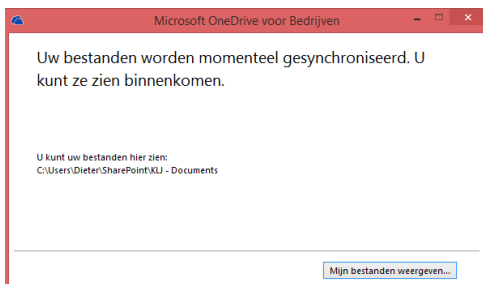 Microsoft OneDrive voor Bedrijven
Uw bestanden worden momenteel gesynchroniseerd. U
kunt ze zien binnenkomen.
U kunt uw bestanden hier zien:
C:\Users\Dieter\SharePoint\KLJ - Documents
Mijn bestanden weergeven...